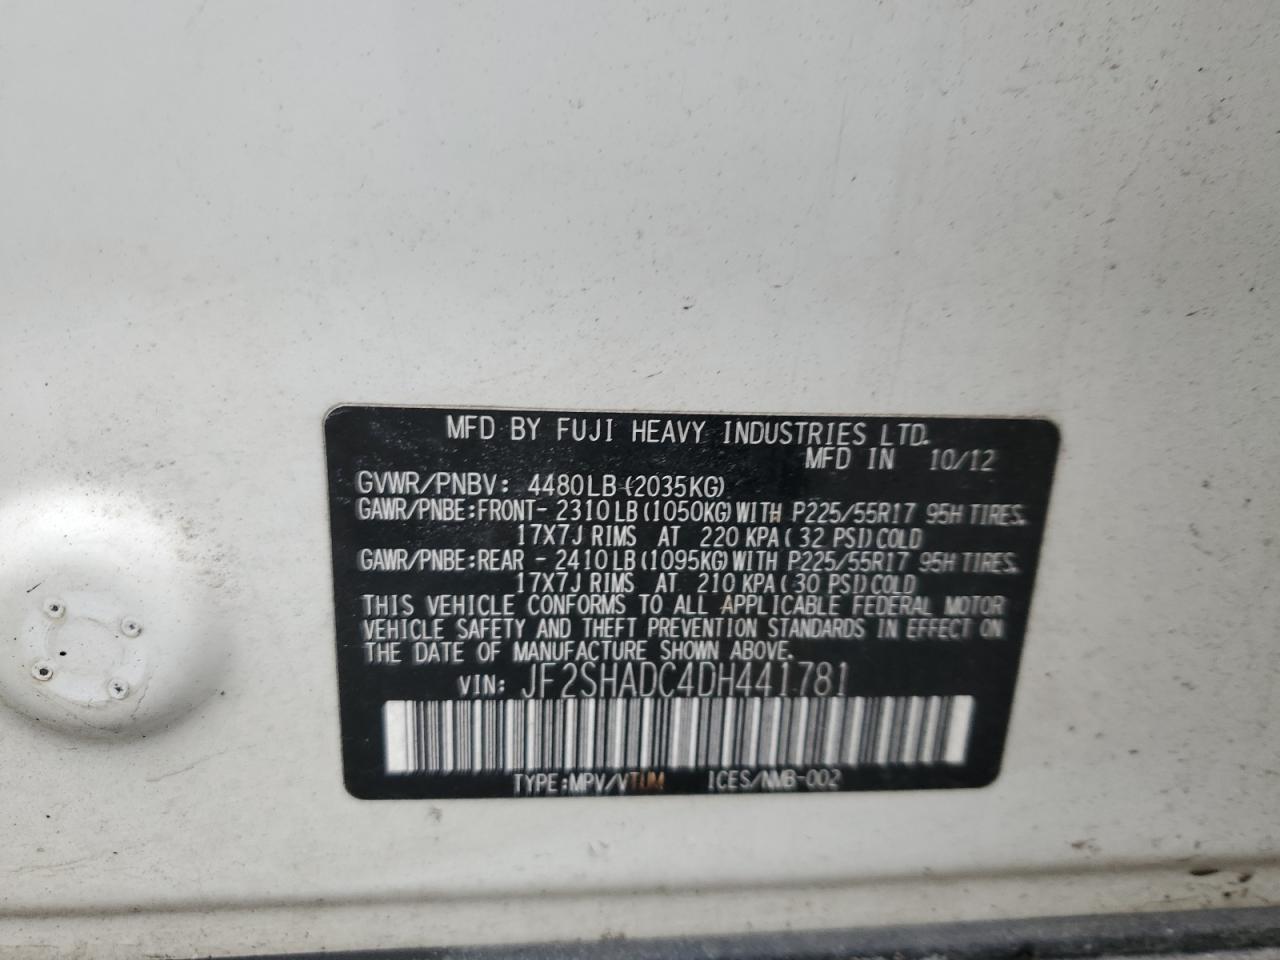 MFD BY FUJI HEAVY INDUSTRIES LTD.
MFD IN 10/12
GVWR/PNBV: 4480LB (2035KG)
GAWR/PNBE:FRONT- 2310LB (1050KG)WITH P225/55R17 95H TIRES.
17X7J RIMS AT 220 KPA( 32 PSI)COLD
GAWR/PNBE:REAR - 2410LB (1095KG)WITH P225/55R17 95H TIRES.
17X7J RIMS AT 210 KPA( 30 PSI)COLD
THIS VEHICLE CONFORMS TO ALL APPLICABLE FEDERAL MOTOR
VEHICLE SAFETY AND THEFT PREVENTION STANDARDS IN EFFECT ON
THE DATE OF MANUFACTURE SHOWN ABOVE.
VIN: JF2SHADC4DH441781
TYPE:MPV/VTUM ICES/NMB-002